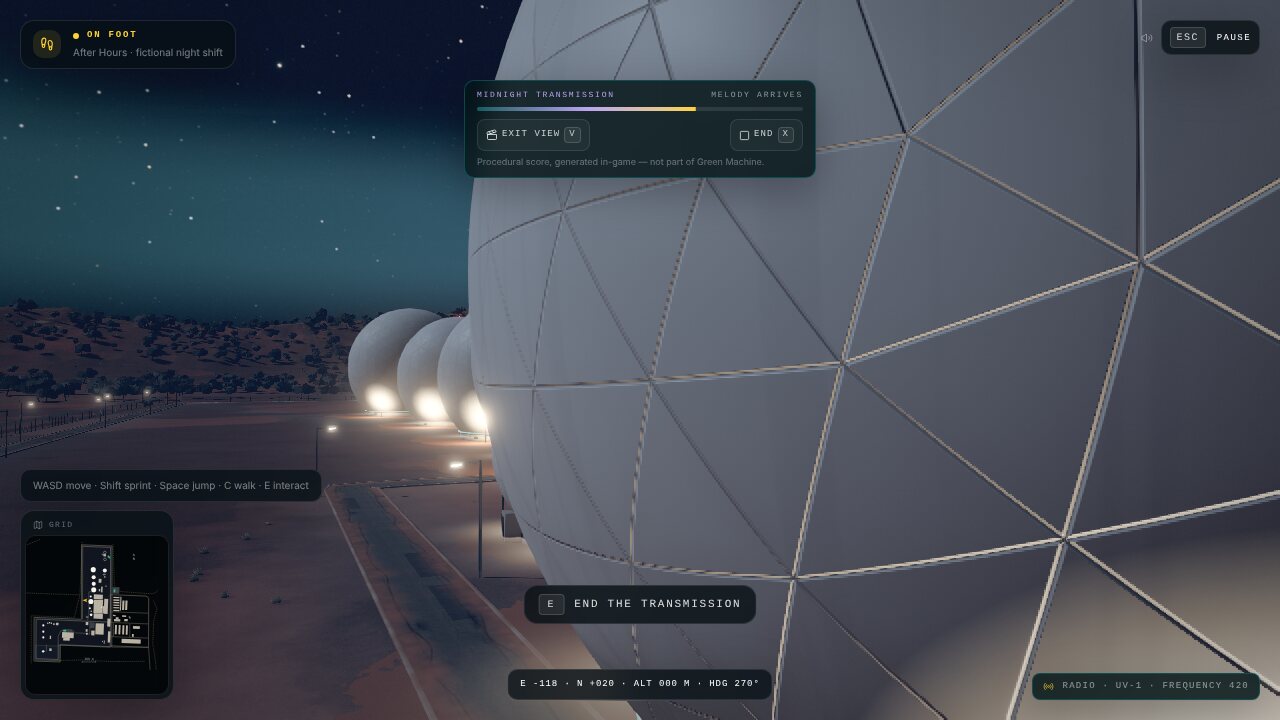 ON FOOT
After Hours · fictional night shift
MIDNIGHT TRANSMISSION
MELODY ARRIVES
EXIT VIEW V
END X
Procedural score, generated in-game — not part of Green Machine.
ESC PAUSE
WASD move · Shift sprint · Space jump · C walk · E interact
GRID
E END THE TRANSMISSION
E -118 · N +020 · ALT 000 M · HDG 270°
RADIO · UV-1 · FREQUENCY 420